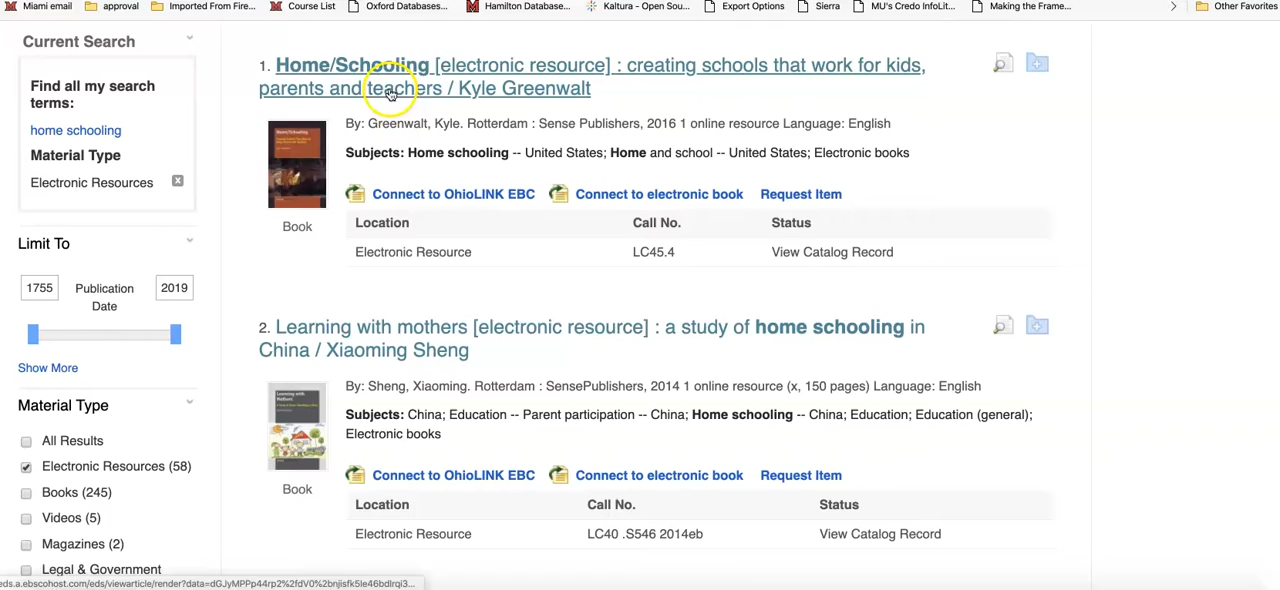 Miami email approval Imported From Fire... Course List Oxford Databases... Hamilton Database... Kaltura - Open Sou... Export Options Sierra MU's Credo InfoLit... Making the Frame... Other Favorites
Current Search
Find all my search
terms:
home schooling
Material Type
Electronic Resources
Limit To
1755 Publication Date 2019
Show More
Material Type
All Results
Electronic Resources (58)
Books (245)
Videos (5)
Magazines (2)
Legal & Government
1. Home/Schooling [electronic resource] : creating schools that work for kids,
parents and teachers / Kyle Greenwalt
By: Greenwalt, Kyle. Rotterdam : Sense Publishers, 2016 1 online resource Language: English
Subjects: Home schooling -- United States; Home and school -- United States; Electronic books
Connect to OhioLINK EBC Connect to electronic book Request Item
Book
Location Call No. Status
Electronic Resource LC45.4 View Catalog Record
2. Learning with mothers [electronic resource] : a study of home schooling in
China / Xiaoming Sheng
By: Sheng, Xiaoming. Rotterdam : SensePublishers, 2014 1 online resource (x, 150 pages) Language: English
Subjects: China; Education -- Parent participation -- China; Home schooling -- China; Education; Education (general);
Electronic books
Connect to OhioLINK EBC Connect to electronic book Request Item
Book
Location Call No. Status
Electronic Resource LC40 .S546 2014eb View Catalog Record